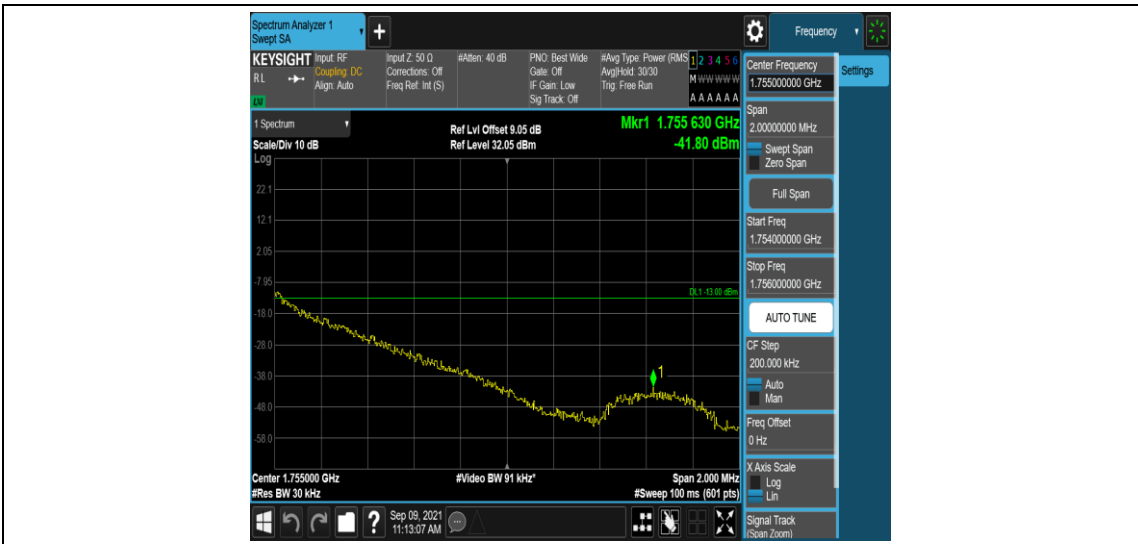 Spectrum Analyzer 1
Swept SA
+
Frequency
KEYSIGHT
RL
LXI
Input: RF
Coupling: DC
Align: Auto
Input Z: 50 Ω
Corrections: Off
Freq Ref: Int (S)
#Atten: 40 dB
PNO: Best Wide
Gate: Off
IF Gain: Low
Sig Track: Off
#Avg Type: Power (RMS
Avg|Hold: 30/30
Trig: Free Run
1 2 3 4 5 6
M W W W W W
A A A A A A
1 Spectrum
Scale/Div 10 dB
Ref Lvl Offset 9.05 dB
Ref Level 32.05 dBm
Mkr1 1.755 630 GHz
-41.80 dBm
Log
22.1
12.1
2.05
-7.95
DL1 -13.00 dBm
-18.0
-28.0
-38.0
1
-48.0
-58.0
Center 1.755000 GHz
#Video BW 91 kHz*
Span 2.000 MHz
#Res BW 30 kHz
#Sweep 100 ms (601 pts)
?
Sep 09, 2021
11:13:07 AM
Center Frequency
1.755000000 GHz
Settings
Span
2.00000000 MHz
Swept Span
Zero Span
Full Span
Start Freq
1.754000000 GHz
Stop Freq
1.756000000 GHz
AUTO TUNE
CF Step
200.000 kHz
Auto
Man
Freq Offset
0 Hz
X Axis Scale
Log
Lin
Signal Track
(Span Zoom)